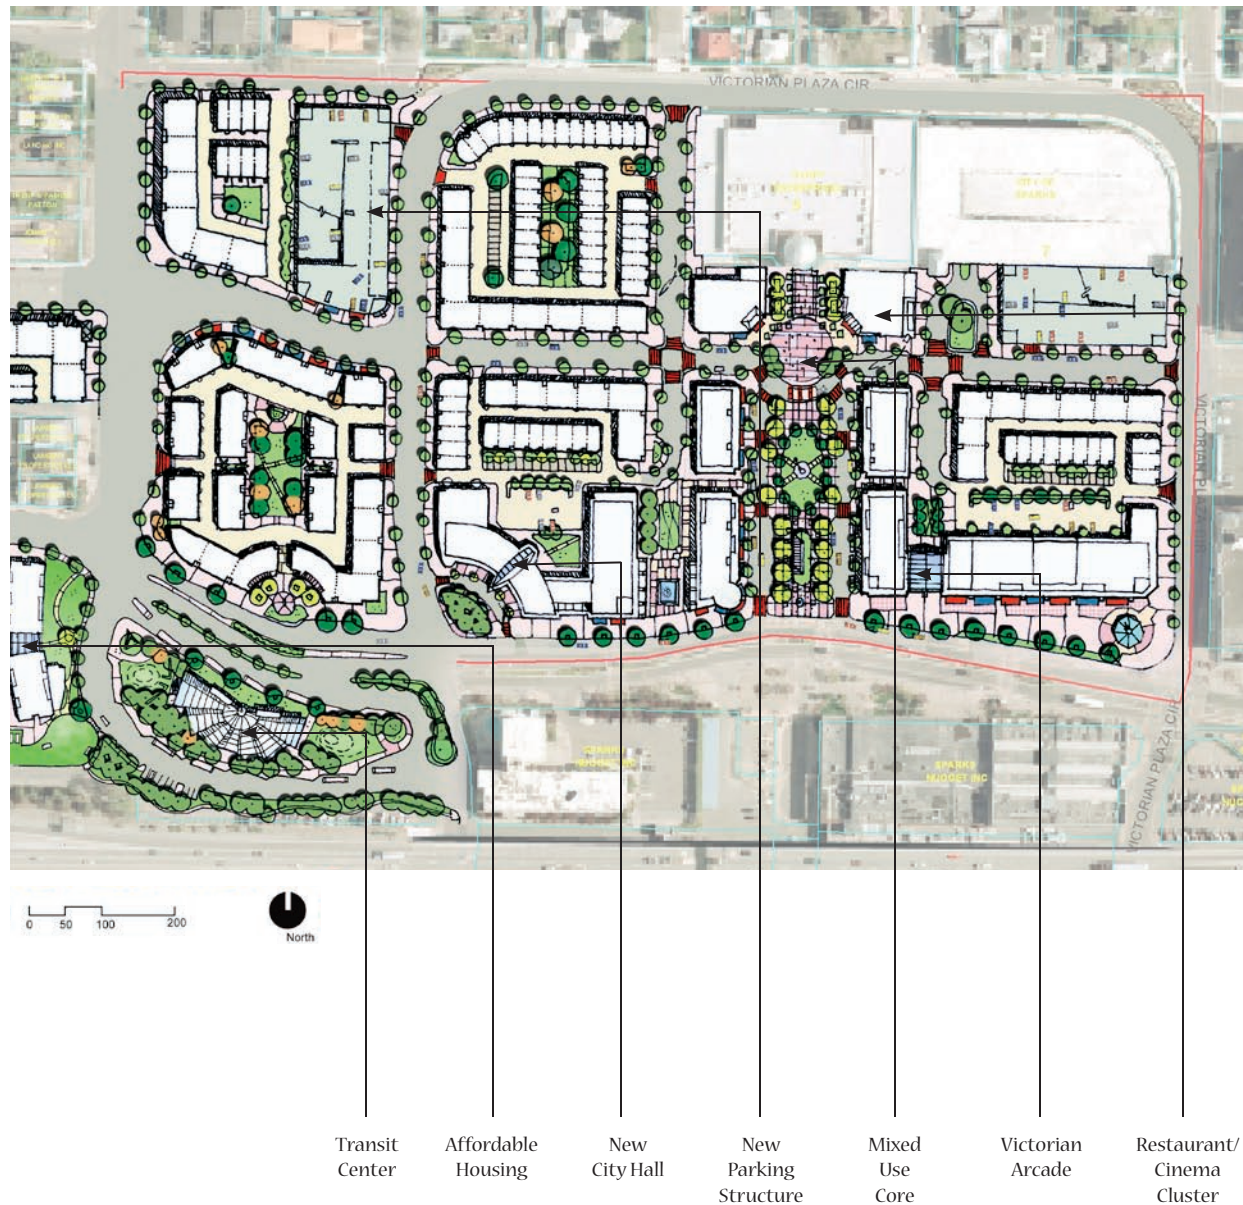 VICTORIAN PLAZA CIR
CITY OF
SPARKS
VICTORIAN PL
SPARKS
NUGGET INC
SPARKS
NUGGET INC
VICTORIAN PLAZA CIR
0 50 100 200
North
Transit
Center
Affordable
Housing
New
City Hall
New
Parking
Structure
Mixed
Use
Core
Victorian
Arcade
Restaurant/
Cinema
Cluster